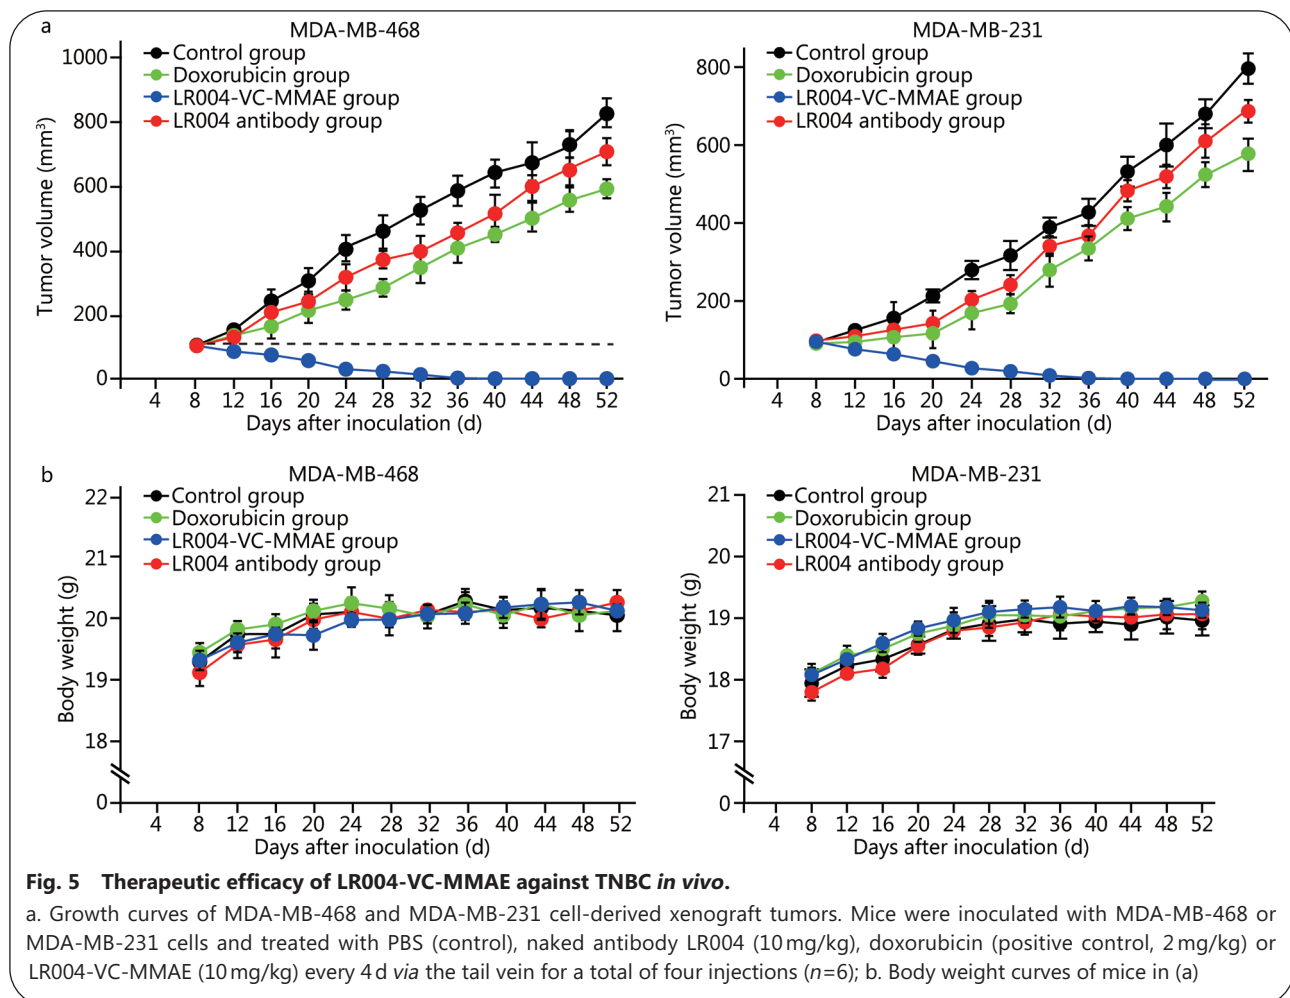 a
MDA-MB-468
Control group
Doxorubicin group
LR004-VC-MMAE group
LR004 antibody group
Tumor volume (mm³)
1000
800
600
400
200
0
4 8 12 16 20 24 28 32 36 40 44 48 52
Days after inoculation (d)
MDA-MB-231
Control group
Doxorubicin group
LR004-VC-MMAE group
LR004 antibody group
Tumor volume (mm³)
800
600
400
200
0
4 8 12 16 20 24 28 32 36 40 44 48 52
Days after inoculation (d)
b
MDA-MB-468
Control group
Doxorubicin group
LR004-VC-MMAE group
LR004 antibody group
Body weight (g)
22
21
20
19
18
0
4 8 12 16 20 24 28 32 36 40 44 48 52
Days after inoculation (d)
MDA-MB-231
Control group
Doxorubicin group
LR004-VC-MMAE group
LR004 antibody group
Body weight (g)
21
20
19
18
17
0
4 8 12 16 20 24 28 32 36 40 44 48 52
Days after inoculation (d)
Fig. 5 Therapeutic efficacy of LR004-VC-MMAE against TNBC in vivo.
a. Growth curves of MDA-MB-468 and MDA-MB-231 cell-derived xenograft tumors. Mice were inoculated with MDA-MB-468 or
MDA-MB-231 cells and treated with PBS (control), naked antibody LR004 (10 mg/kg), doxorubicin (positive control, 2 mg/kg) or
LR004-VC-MMAE (10 mg/kg) every 4 d via the tail vein for a total of four injections (n=6); b. Body weight curves of mice in (a)